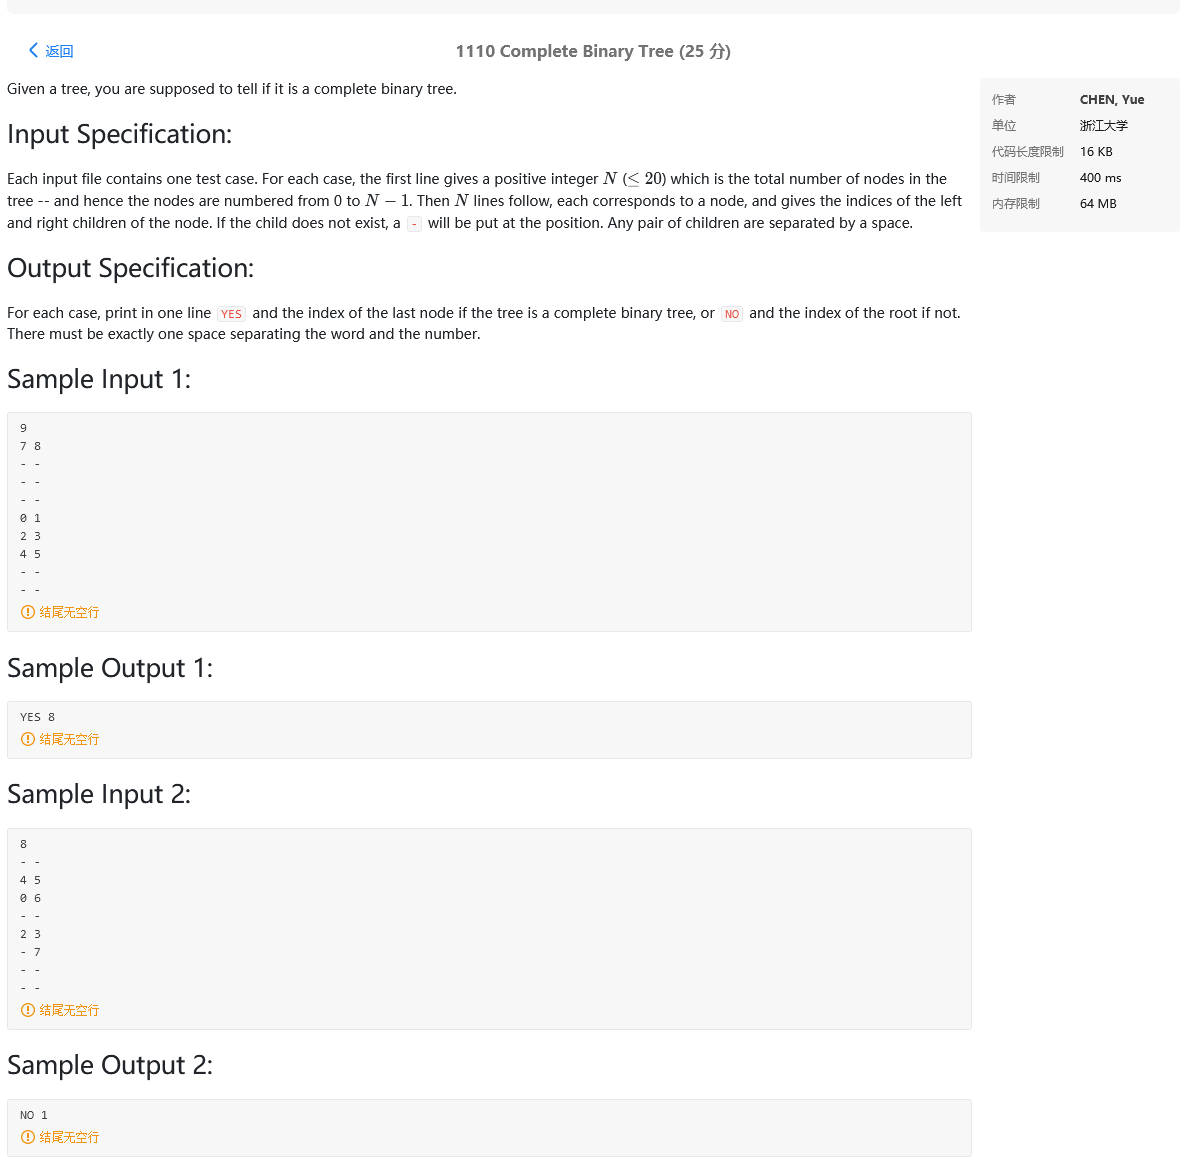 返回
1110 Complete Binary Tree (25 分)
Given a tree, you are supposed to tell if it is a complete binary tree.
作者 CHEN, Yue
单位 浙江大学
代码长度限制 16 KB
时间限制 400 ms
内存限制 64 MB
Input Specification:
Each input file contains one test case. For each case, the first line gives a positive integer N (≤ 20) which is the total number of nodes in the
tree -- and hence the nodes are numbered from 0 to N − 1. Then N lines follow, each corresponds to a node, and gives the indices of the left
and right children of the node. If the child does not exist, a - will be put at the position. Any pair of children are separated by a space.
Output Specification:
For each case, print in one line YES and the index of the last node if the tree is a complete binary tree, or NO and the index of the root if not.
There must be exactly one space separating the word and the number.
Sample Input 1:
9
7 8
- -
- -
- -
0 1
2 3
4 5
- -
- -
结尾无空行
Sample Output 1:
YES 8
结尾无空行
Sample Input 2:
8
- -
4 5
0 6
- -
2 3
- 7
- -
- -
结尾无空行
Sample Output 2:
NO 1
结尾无空行